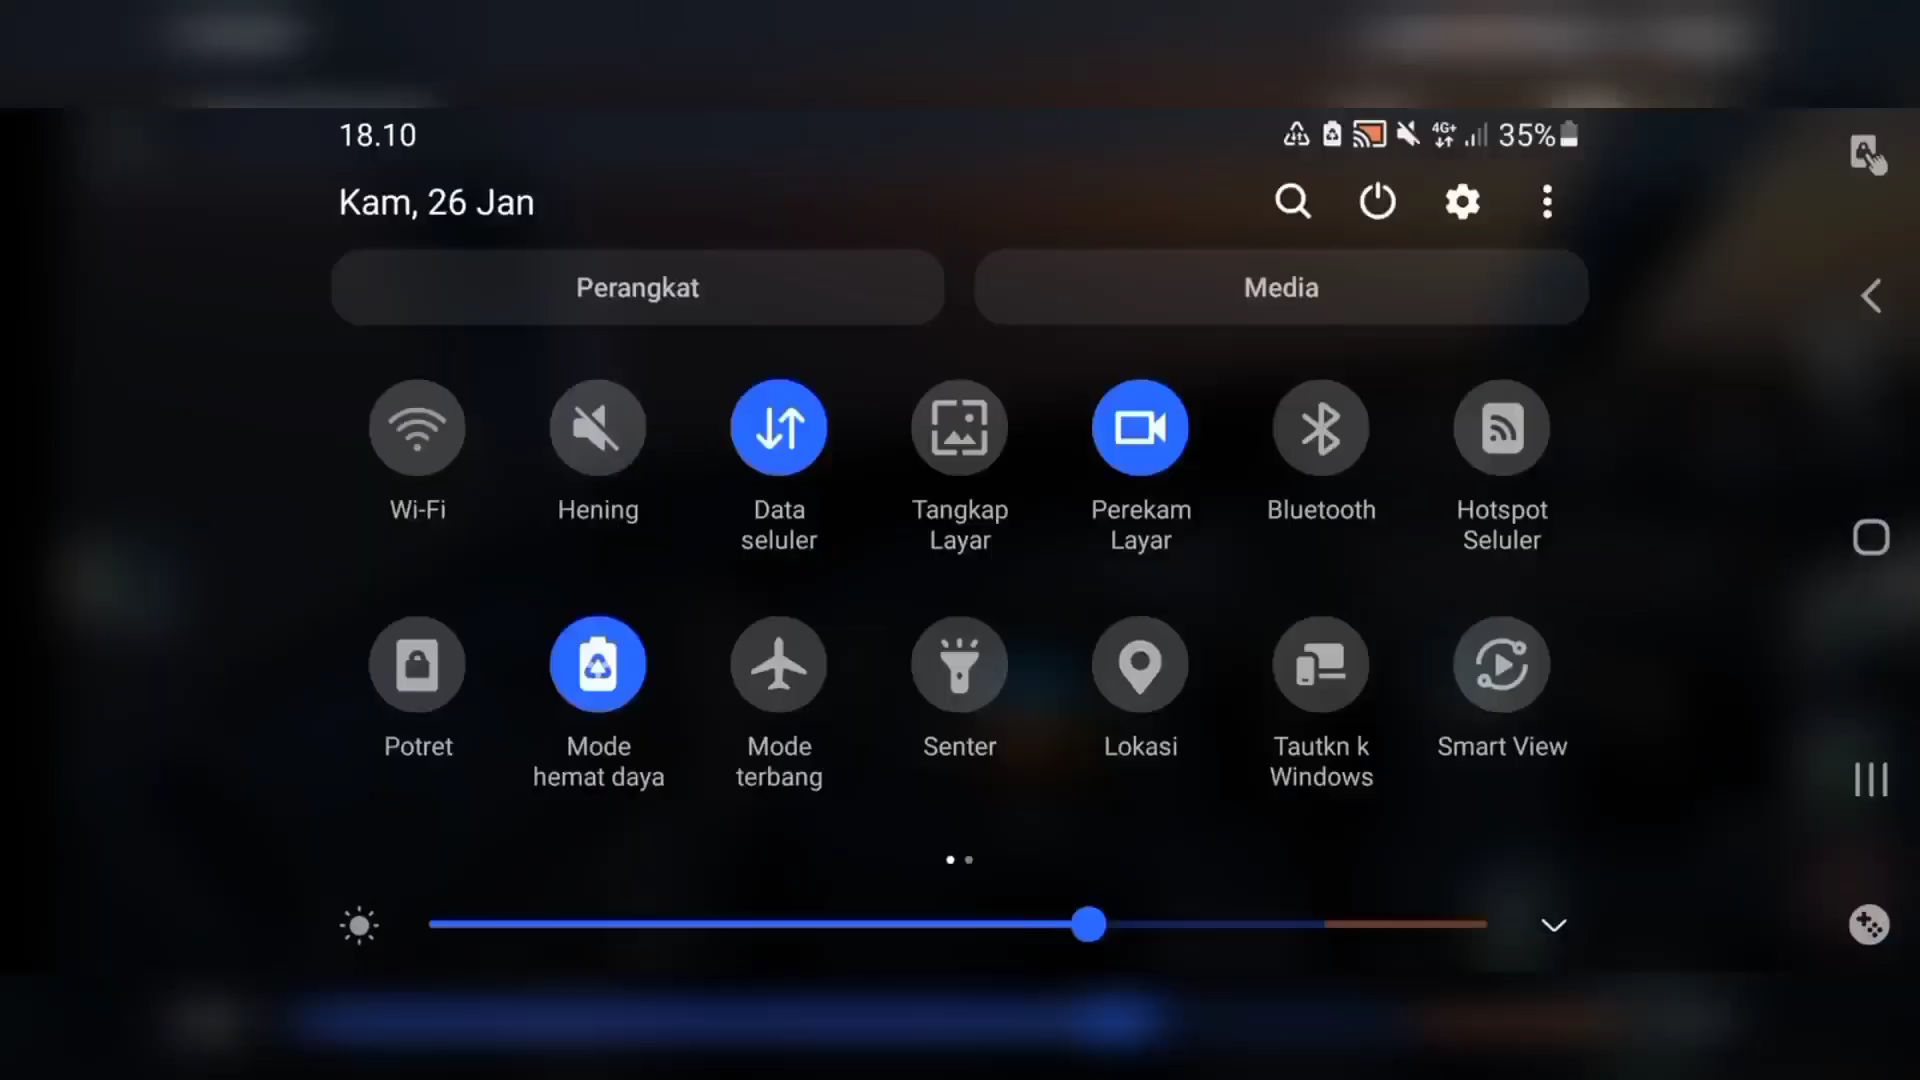 18.10
4G+ 35%
Kam, 26 Jan
Perangkat Media
Wi-Fi Hening Data seluler Tangkap Layar Perekam Layar Bluetooth Hotspot Seluler
Potret Mode hemat daya Mode terbang Senter Lokasi Tautkn k Windows Smart View